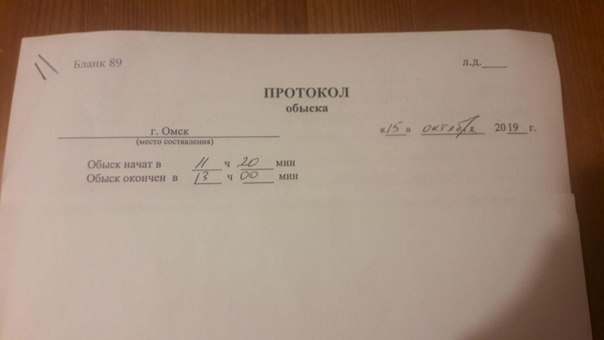 Бланк 89 л.д.____
ПРОТОКОЛ
обыска
г. Омск «15» октября 2019 г.
(место составления)
Обыск начат в 11 ч 20 мин
Обыск окончен в 13 ч 00 мин